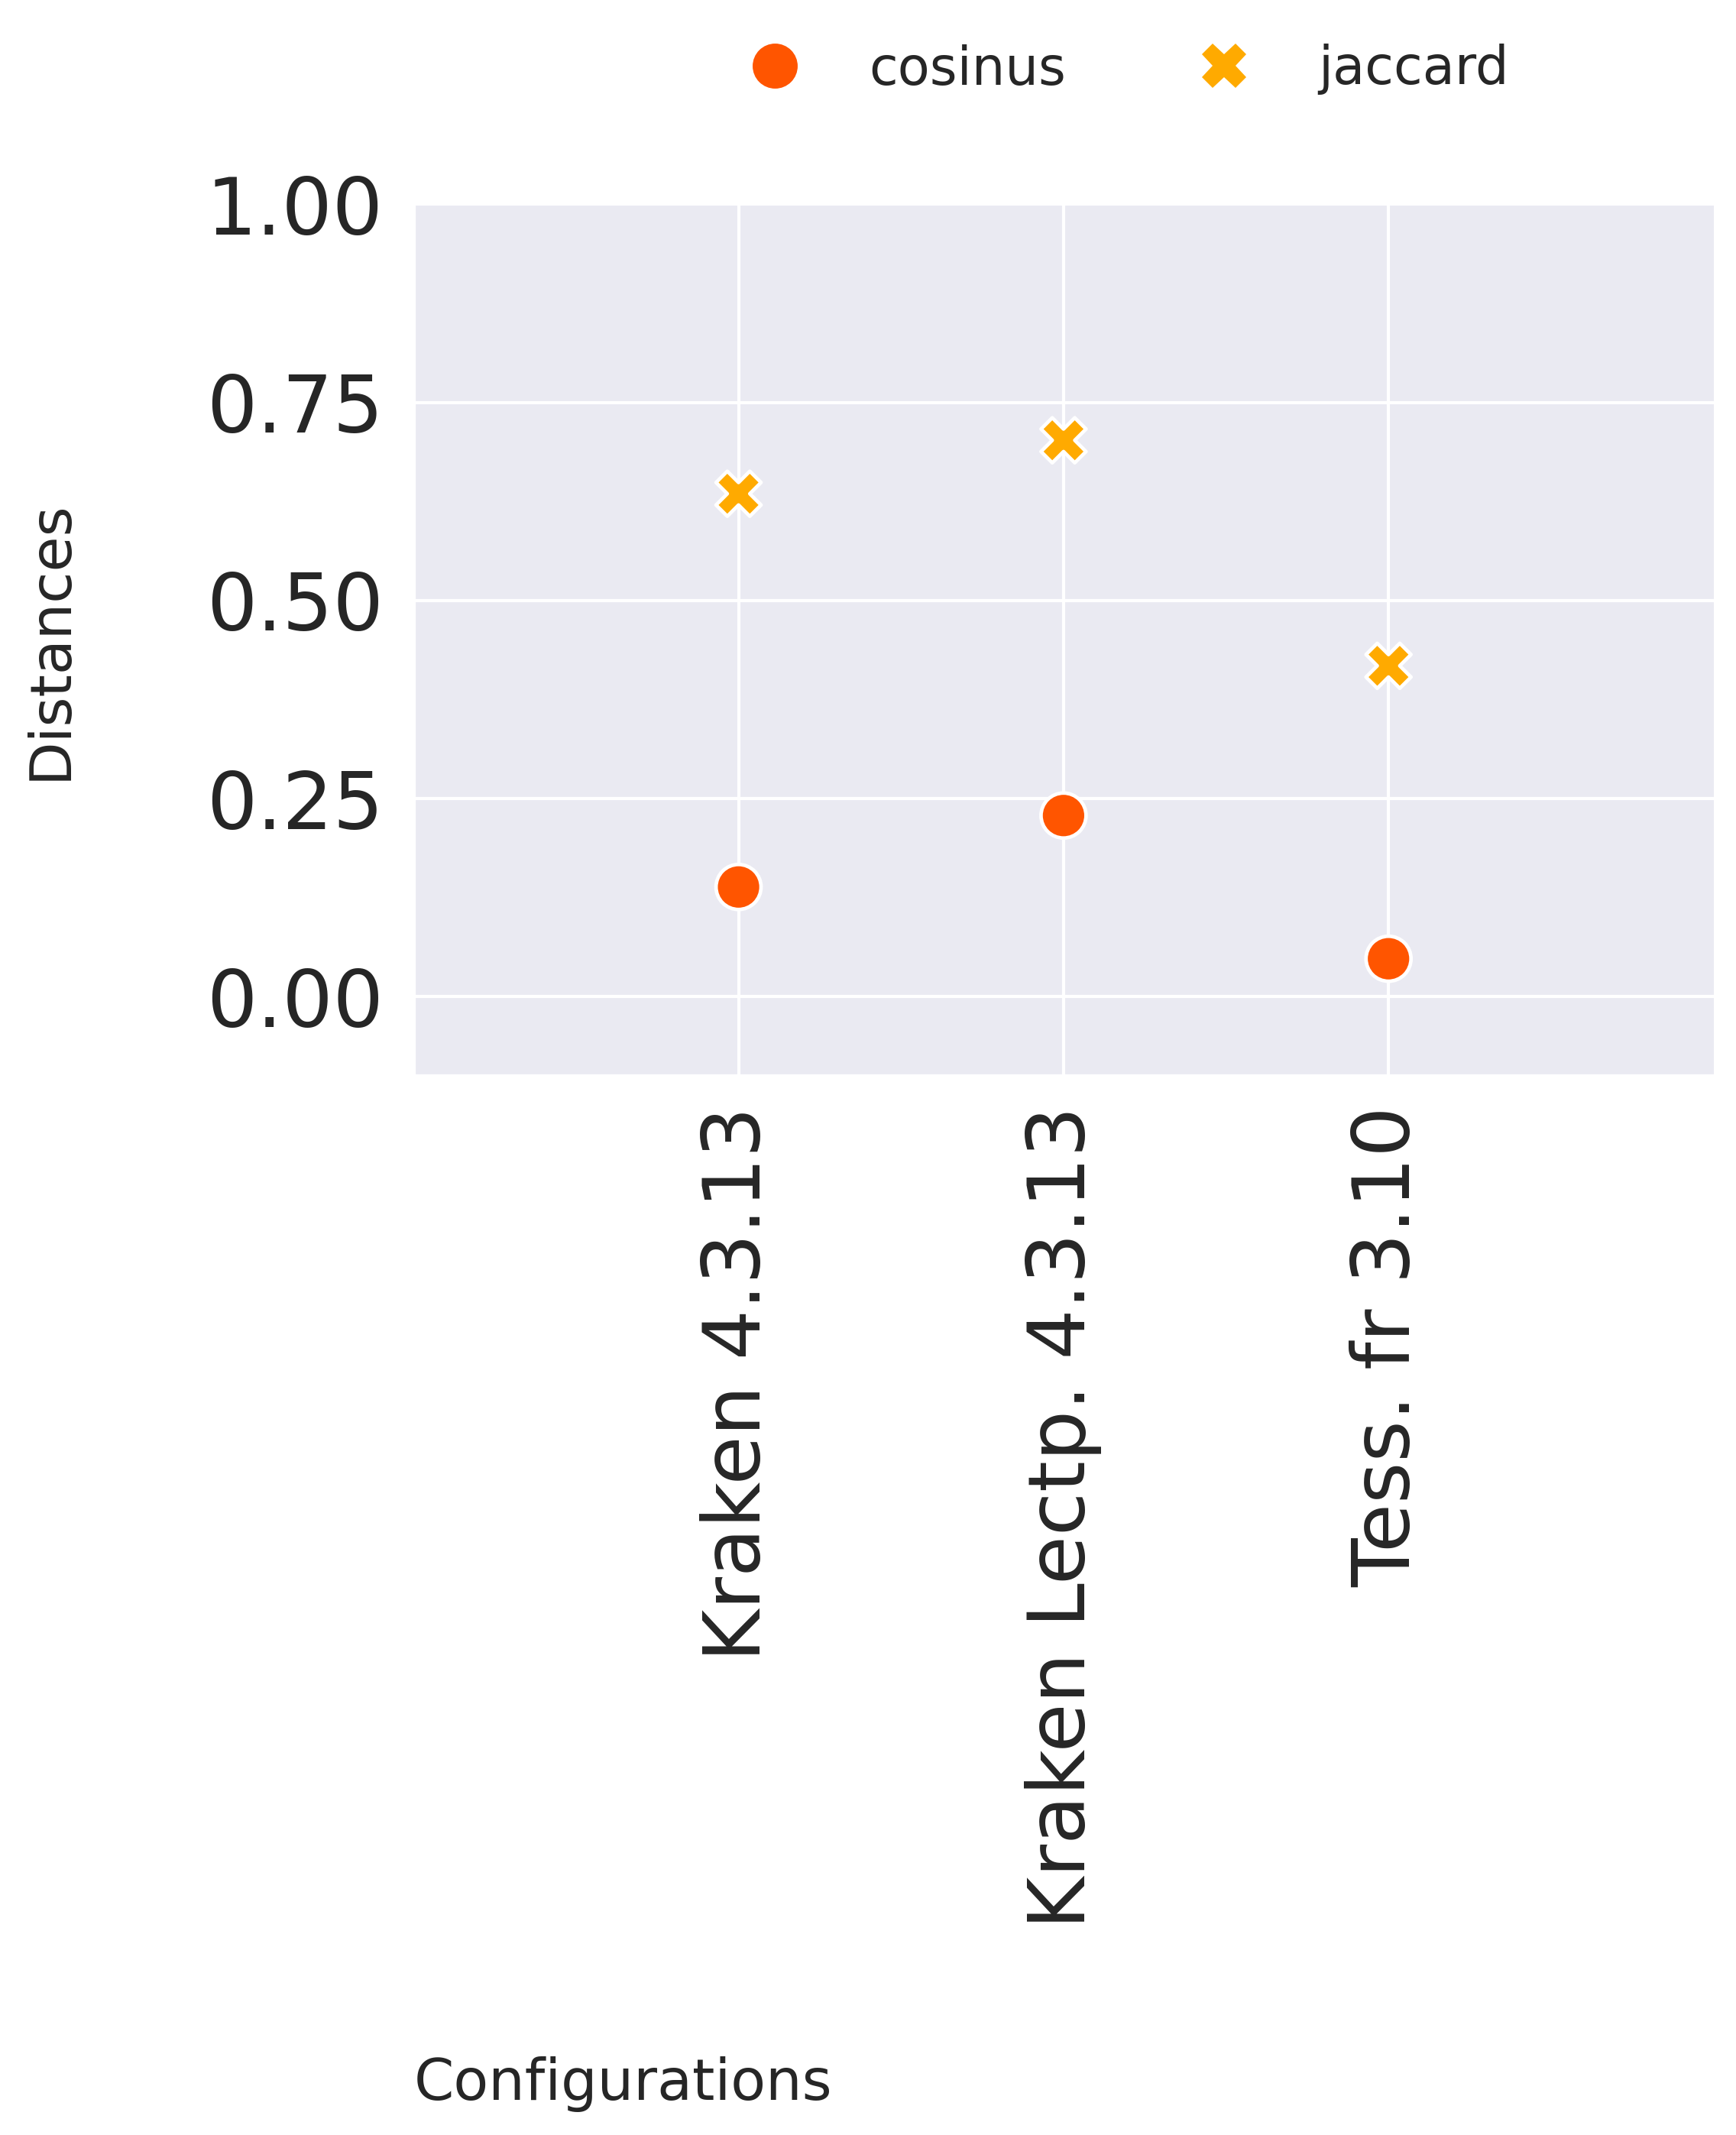 cosinus jaccard
1.00
0.75
0.50
0.25
0.00
Distances
Kraken 4.3.13
Kraken Lectp. 4.3.13
Tess. fr 3.10
Configurations